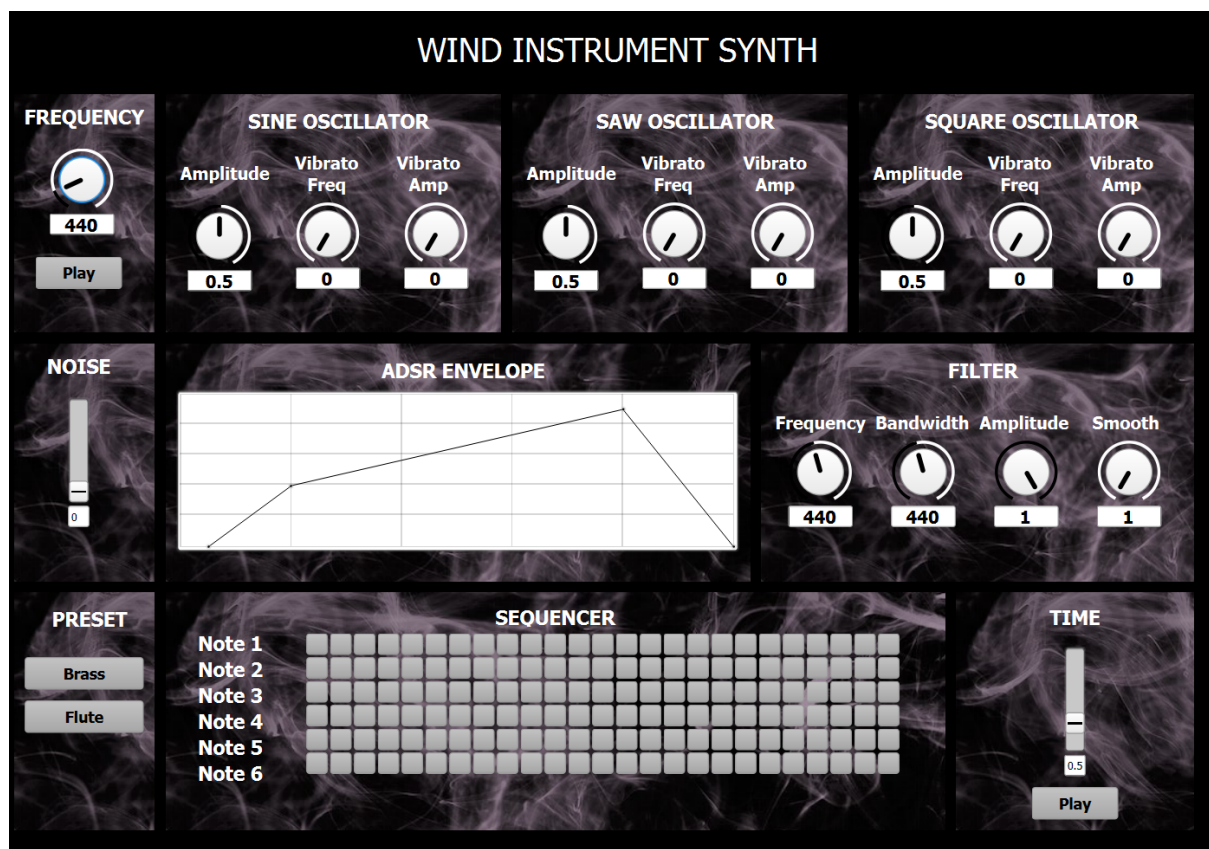 WIND INSTRUMENT SYNTH
FREQUENCY
440
Play
SINE OSCILLATOR
Amplitude
Vibrato
Freq
Vibrato
Amp
0.5
0
0
SAW OSCILLATOR
Amplitude
Vibrato
Freq
Vibrato
Amp
0.5
0
0
SQUARE OSCILLATOR
Amplitude
Vibrato
Freq
Vibrato
Amp
0.5
0
0
NOISE
0
ADSR ENVELOPE
FILTER
Frequency Bandwidth Amplitude Smooth
440 440 1 1
PRESET
Brass
Flute
SEQUENCER
Note 1
Note 2
Note 3
Note 4
Note 5
Note 6
TIME
0.5
Play